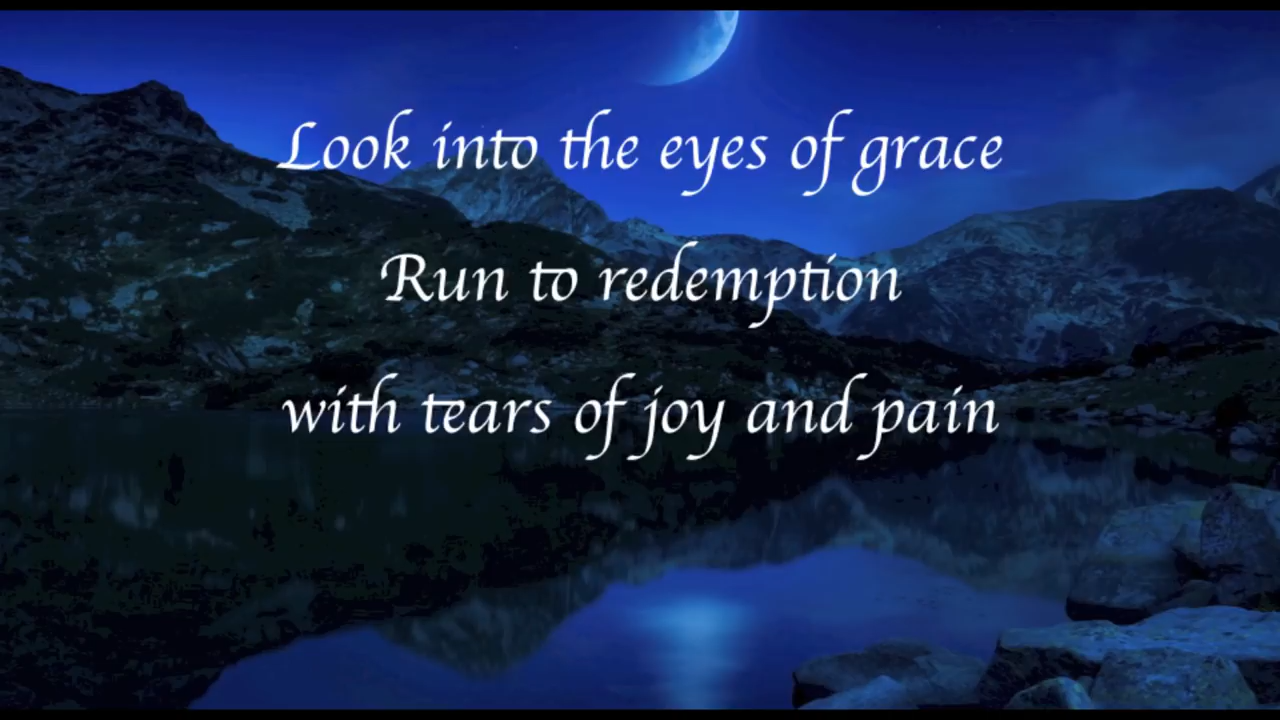 Look into the eyes of grace
Run to redemption
with tears of joy and pain